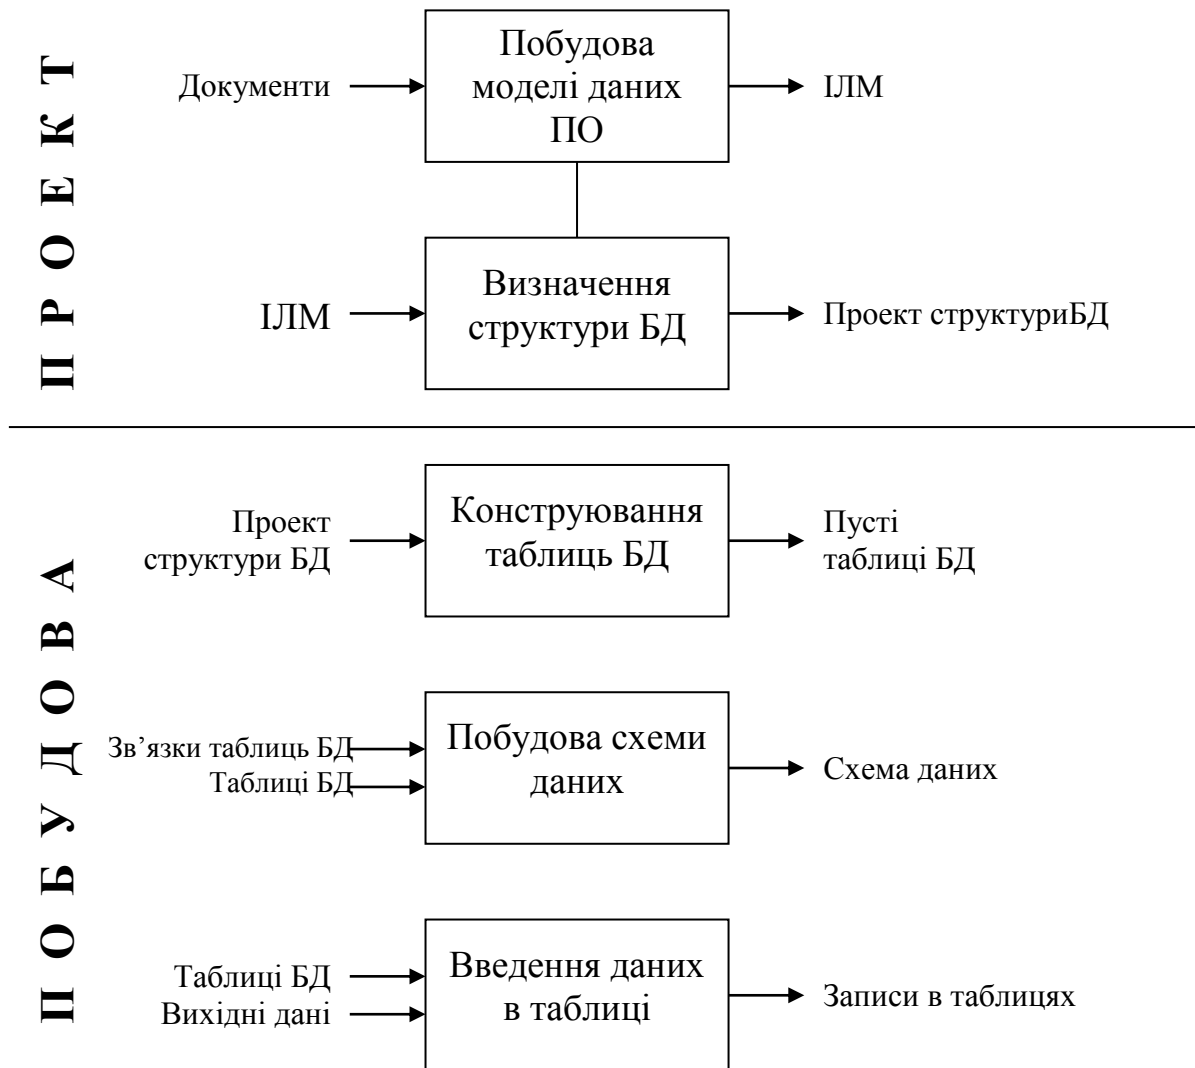 ПРОЕКТ
Документи
Побудова
моделі даних
ПО
ІЛМ
ІЛМ
Визначення
структури БД
Проект структуриБД
ПОБУДОВА
Проект
структури БД
Конструювання
таблиць БД
Пусті
таблиці БД
Зв’язки таблиць БД
Таблиці БД
Побудова схеми
даних
Схема даних
Таблиці БД
Вихідні дані
Введення даних
в таблиці
Записи в таблицях